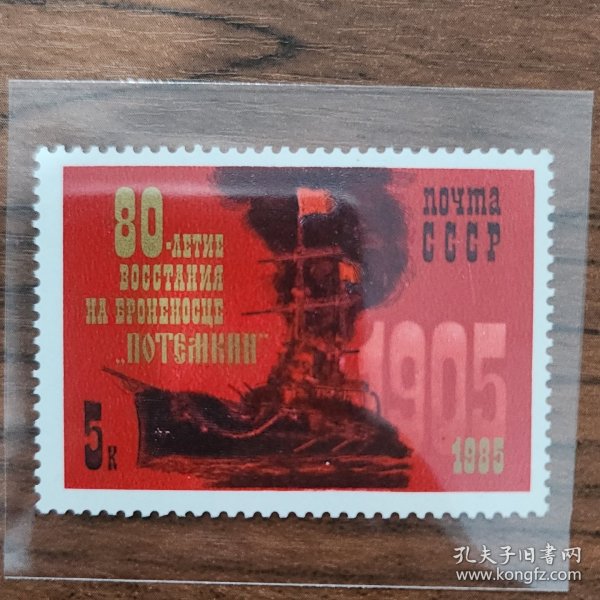 80-ЛЕТИЕ
ВОССТАНИЯ
НА БРОНЕНОСЦЕ
„ПОТЕМКИН"
почта
СССР
1905
1985
5 к
孔夫子旧书网
www.kongfz.com